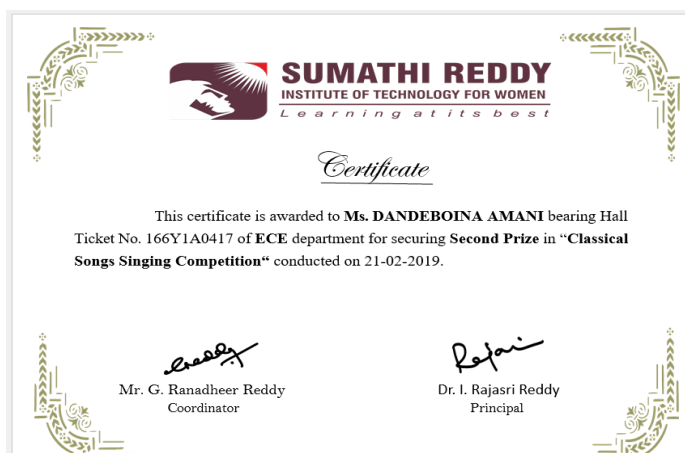 SUMATHI REDDY
INSTITUTE OF TECHNOLOGY FOR WOMEN
Learning at its best
Certificate
This certificate is awarded to Ms. DANDEBOINA AMANI bearing Hall
Ticket No. 166Y1A0417 of ECE department for securing Second Prize in “Classical
Songs Singing Competition“ conducted on 21-02-2019.
Mr. G. Ranadheer Reddy
Coordinator
Dr. I. Rajasri Reddy
Principal